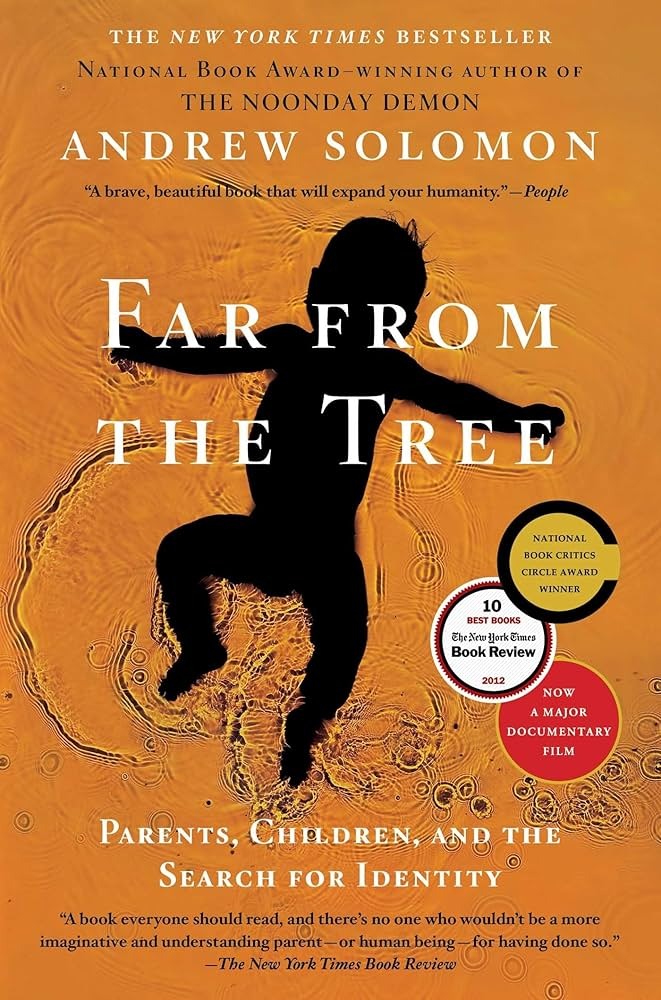 THE NEW YORK TIMES BESTSELLER
NATIONAL BOOK AWARD–WINNING AUTHOR OF
THE NOONDAY DEMON
ANDREW SOLOMON
“A brave, beautiful book that will expand your humanity.”—People
FAR FROM
THE TREE
NATIONAL
BOOK CRITICS
CIRCLE AWARD
WINNER
10
BEST BOOKS
The New York Times
Book Review
2012
NOW
A MAJOR
DOCUMENTARY
FILM
PARENTS, CHILDREN, AND THE
SEARCH FOR IDENTITY
“A book everyone should read, and there’s no one who wouldn’t be a more
imaginative and understanding parent—or human being—for having done so.”
—The New York Times Book Review